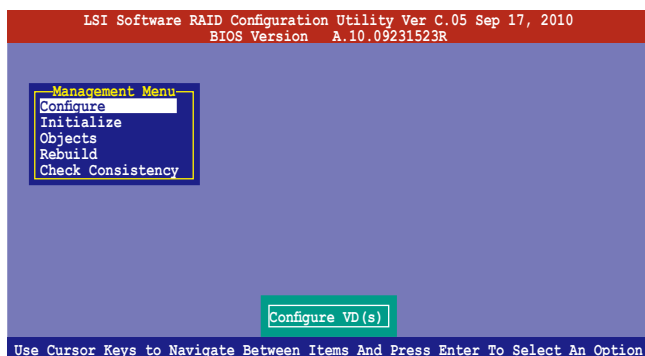 LSI Software RAID Configuration Utility Ver C.05 Sep 17, 2010
BIOS Version A.10.09231523R
Management Menu
Configure
Initialize
Objects
Rebuild
Check Consistency
Configure VD(s)
Use Cursor Keys to Navigate Between Items And Press Enter To Select An Option